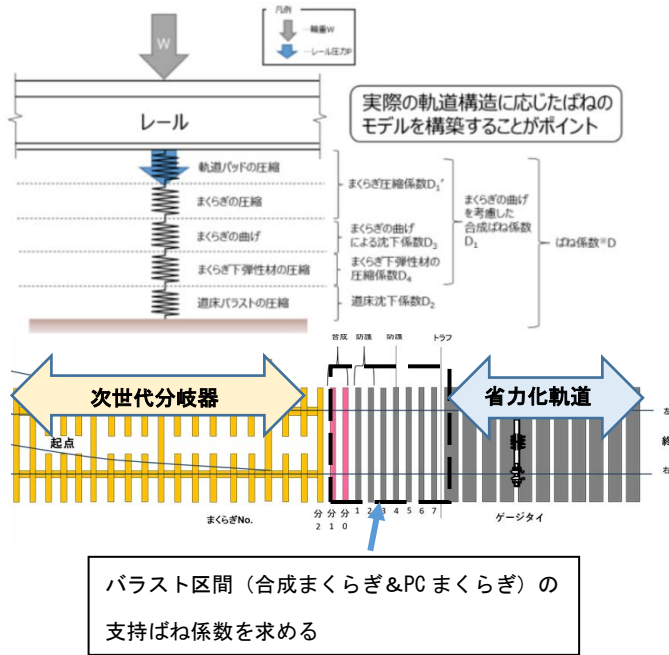 凡例
輪重W
レール圧力P
W
レール
実際の軌道構造に応じたばねの
モデルを構築することがポイント
軌道パッドの圧縮
まくらぎの圧縮
まくらぎの曲げ
まくらぎ下弾性材の圧縮
道床バラストの圧縮
まくらぎ圧縮係数D₁′
まくらぎの曲げ
による沈下係数D₃
まくらぎ下弾性材の
圧縮係数D₄
道床沈下係数D₂
まくらぎの曲げ
を考慮した
合成ばね係数
D₁
ばね係数※D
合成 防護 防護 トラフ
次世代分岐器
省力化軌道
起点
左
終
右
まくらぎNo.
分2 分1 分0 1 2 3 4 5 6 7
ゲージタイ
バラスト区間（合成まくらぎ＆PC まくらぎ）の
支持ばね係数を求める